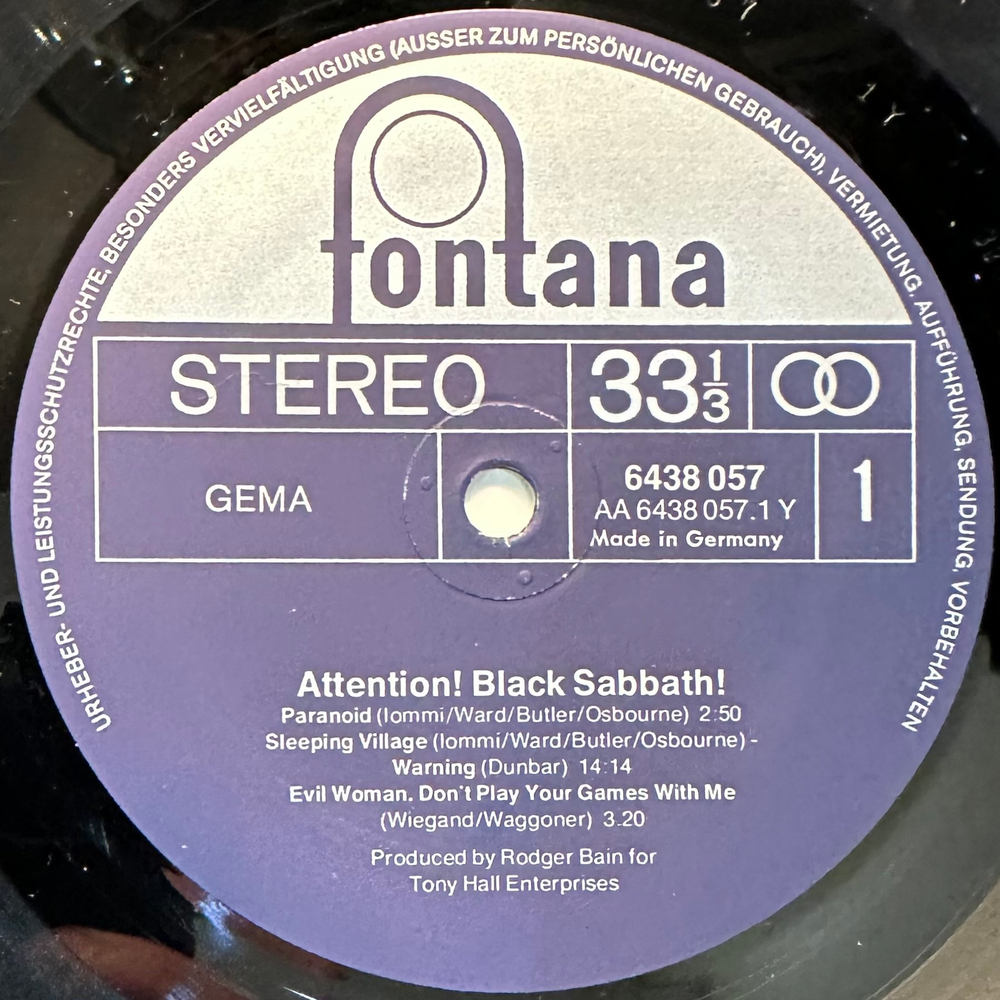 URHEBER- UND LEISTUNGSSCHUTZRECHTE, BESONDERS VERVIELFÄLTIGUNG (AUSSER ZUM PERSÖNLICHEN GEBRAUCH), VERMIETUNG, AUFFÜHRUNG, SENDUNG, VORBEHALTEN
fontana
STEREO 33 1/3
GEMA
6438 057
AA 6438 057.1 Y
Made in Germany
1
Attention! Black Sabbath!
Paranoid (Iommi/Ward/Butler/Osbourne) 2:50
Sleeping Village (Iommi/Ward/Butler/Osbourne) -
Warning (Dunbar) 14:14
Evil Woman. Don't Play Your Games With Me
(Wiegand/Waggoner) 3.20
Produced by Rodger Bain for
Tony Hall Enterprises